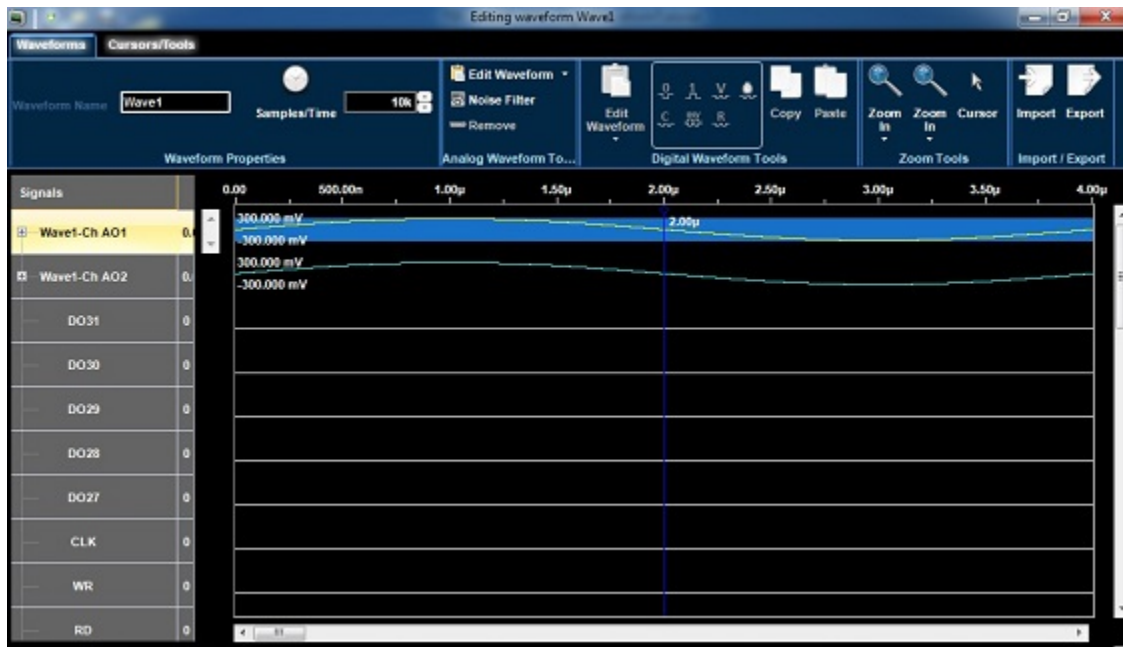 Editing waveform Wave1
Waveforms Cursors/Tools
Waveform Name Wave1
Samples/Time 10k
Waveform Properties
Edit Waveform
Noise Filter
Remove
Analog Waveform To...
Edit Waveform
Copy Paste
Digital Waveform Tools
Zoom In Zoom In Cursor
Zoom Tools
Import Export
Import / Export
Signals
0.00 500.00n 1.00µ 1.50µ 2.00µ 2.50µ 3.00µ 3.50µ 4.00µ
Wave1-Ch AO1
300.000 mV
-300.000 mV
2.00µ
Wave1-Ch AO2
300.000 mV
-300.000 mV
DO31 0
DO30 0
DO29 0
DO28 0
DO27 0
CLK 0
WR 0
RD 0